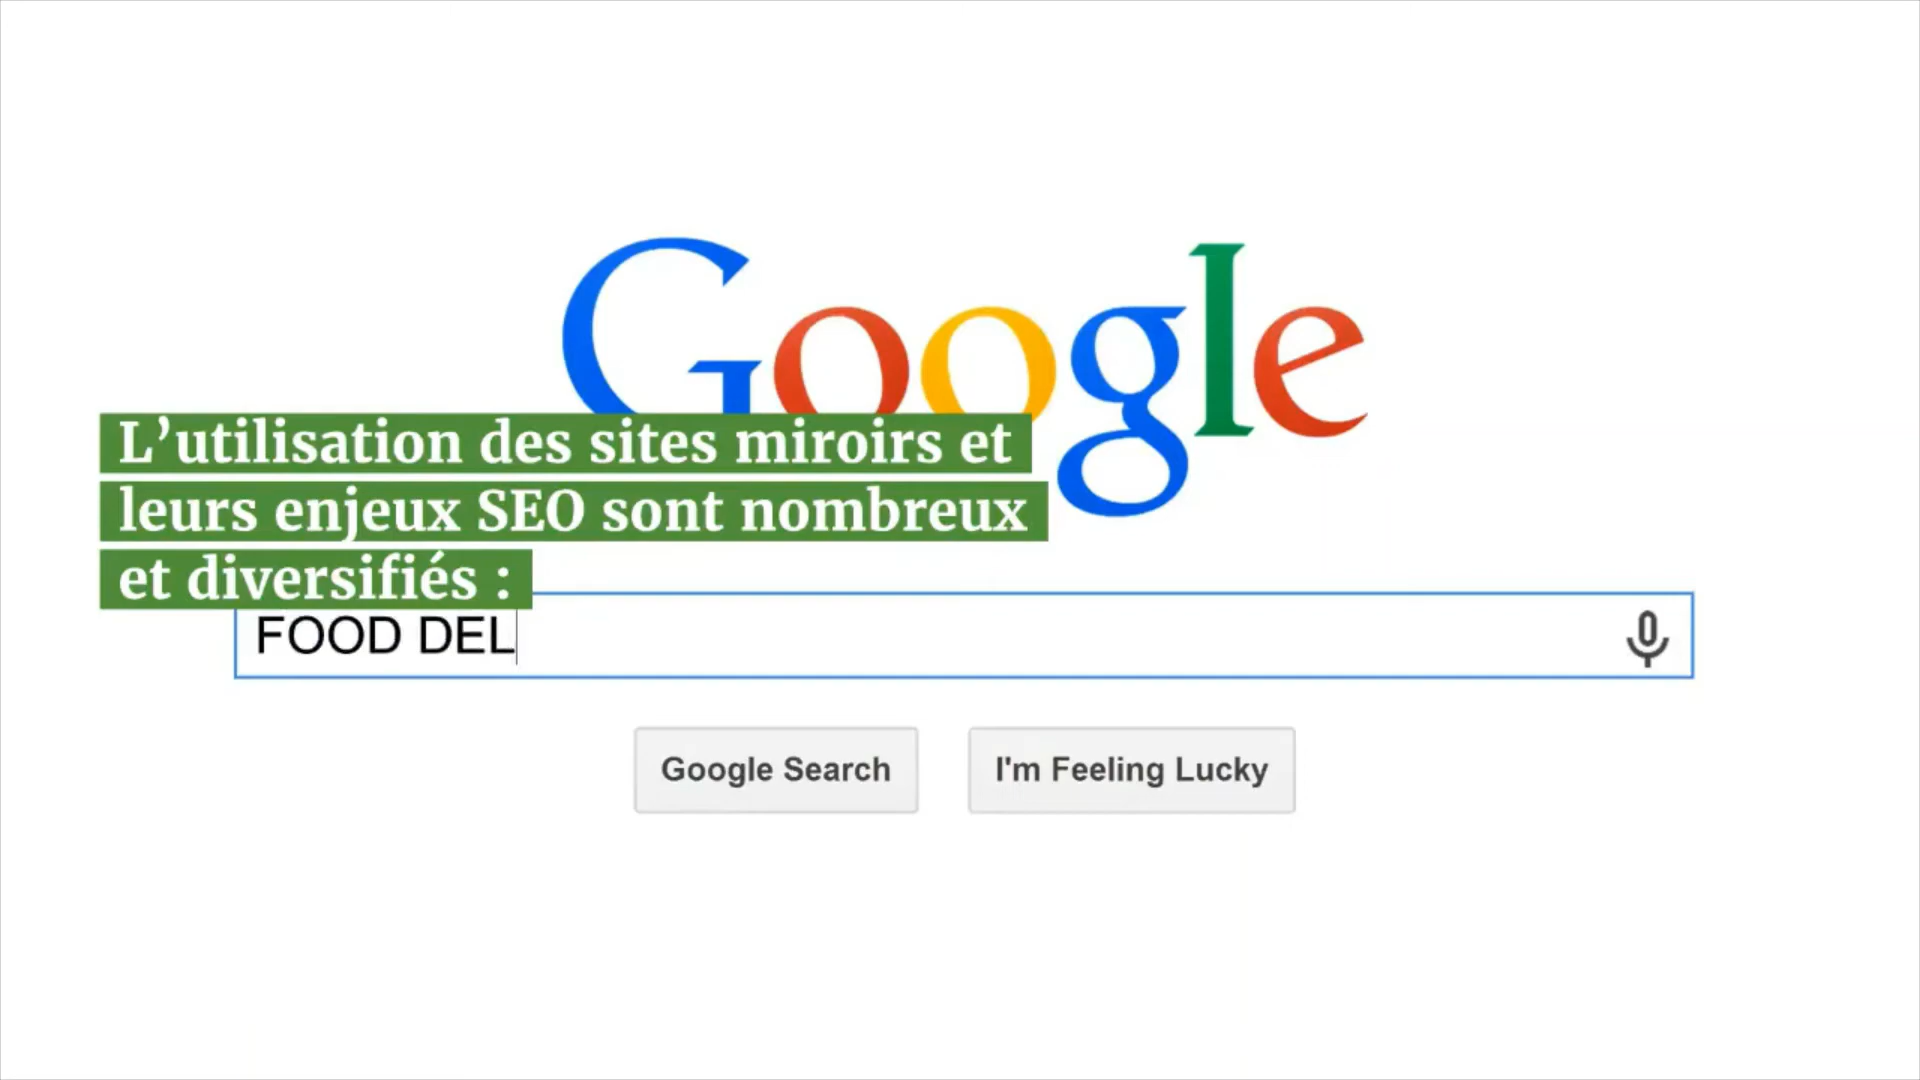 Google
L’utilisation des sites miroirs et
leurs enjeux SEO sont nombreux
et diversifiés :
FOOD DEL
Google Search
I'm Feeling Lucky